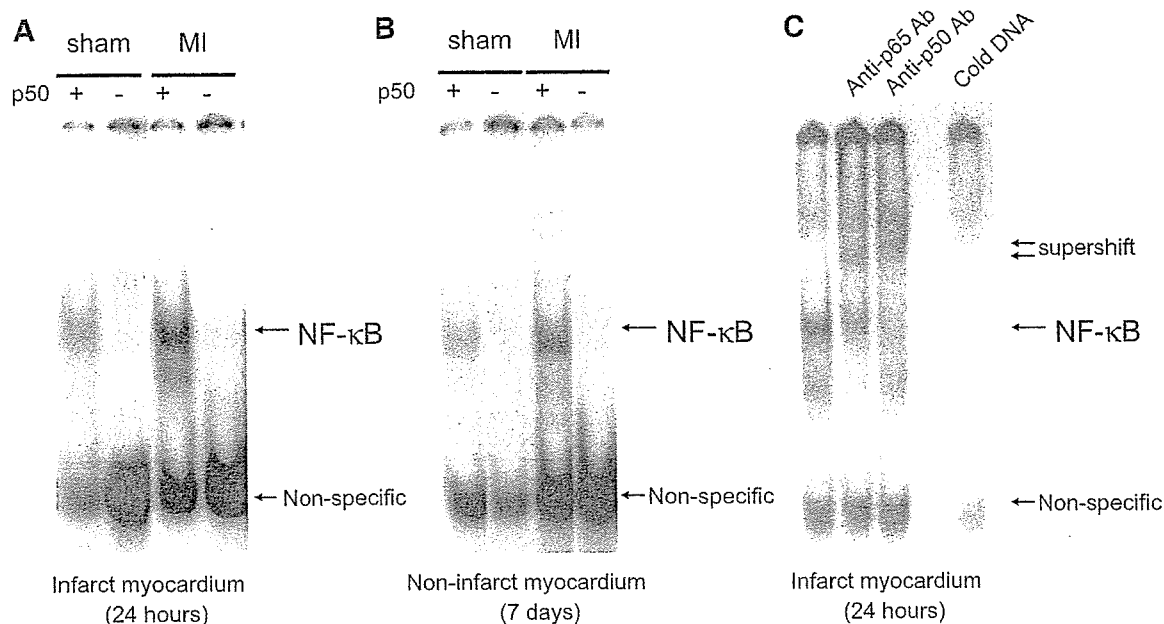 A
sham MI
p50 + - + -
NF-κB
Non-specific
Infarct myocardium
(24 hours)
B
sham MI
+ - + -
NF-κB
Non-specific
Non-infarct myocardium
(7 days)
C
Anti-p65 Ab
Anti-p50 Ab
Cold DNA
supershift
NF-κB
Non-specific
Infarct myocardium
(24 hours)